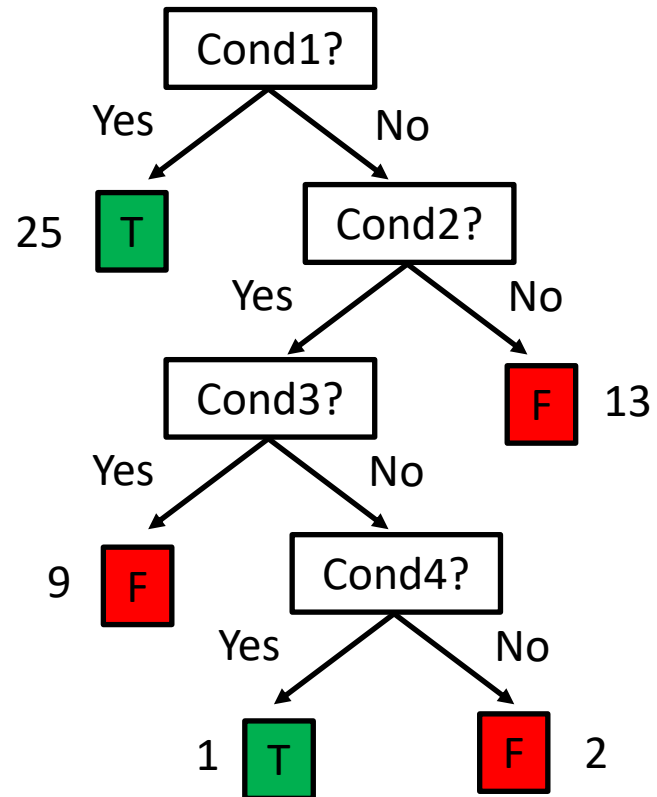 Cond1?
Yes
No
25
T
Cond2?
Yes
No
Cond3?
F
13
Yes
No
9
F
Cond4?
Yes
No
1
T
F
2